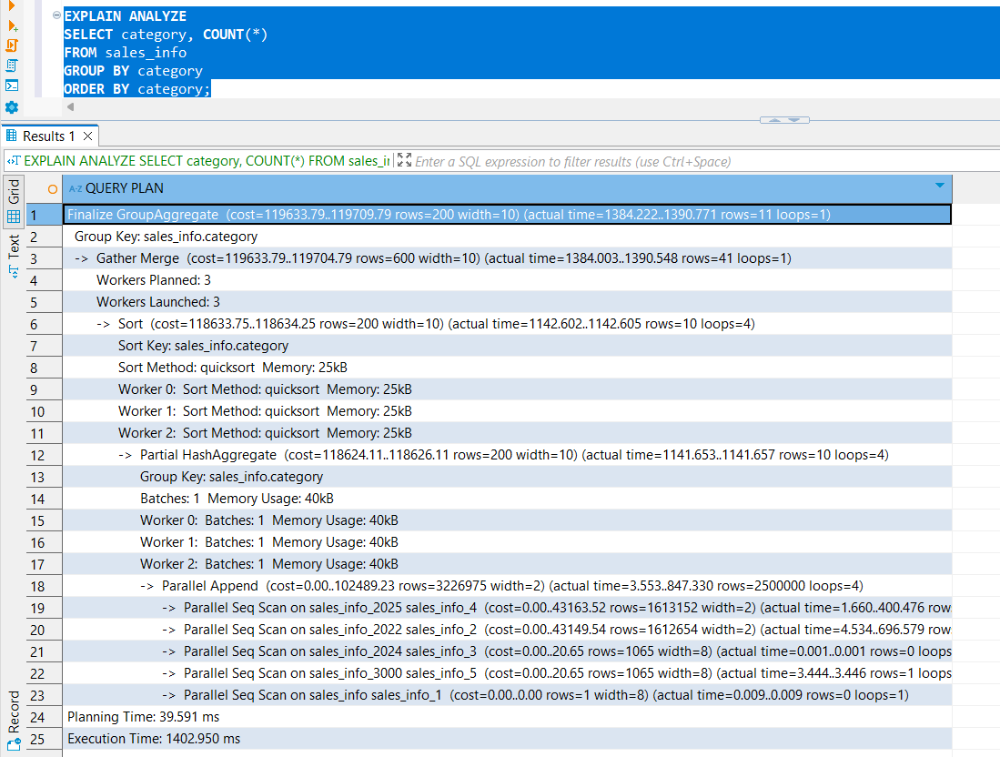 EXPLAIN ANALYZE
SELECT category, COUNT(*)
FROM sales_info
GROUP BY category
ORDER BY category;
Results 1
EXPLAIN ANALYZE SELECT category, COUNT(*) FROM sales_i
Enter a SQL expression to filter results (use Ctrl+Space)
Grid
Text
Record
A-Z QUERY PLAN
1 Finalize GroupAggregate (cost=119633.79..119709.79 rows=200 width=10) (actual time=1384.222..1390.771 rows=11 loops=1)
2 Group Key: sales_info.category
3 -> Gather Merge (cost=119633.79..119704.79 rows=600 width=10) (actual time=1384.003..1390.548 rows=41 loops=1)
4 Workers Planned: 3
5 Workers Launched: 3
6 -> Sort (cost=118633.75..118634.25 rows=200 width=10) (actual time=1142.602..1142.605 rows=10 loops=4)
7 Sort Key: sales_info.category
8 Sort Method: quicksort Memory: 25kB
9 Worker 0: Sort Method: quicksort Memory: 25kB
10 Worker 1: Sort Method: quicksort Memory: 25kB
11 Worker 2: Sort Method: quicksort Memory: 25kB
12 -> Partial HashAggregate (cost=118624.11..118626.11 rows=200 width=10) (actual time=1141.653..1141.657 rows=10 loops=4)
13 Group Key: sales_info.category
14 Batches: 1 Memory Usage: 40kB
15 Worker 0: Batches: 1 Memory Usage: 40kB
16 Worker 1: Batches: 1 Memory Usage: 40kB
17 Worker 2: Batches: 1 Memory Usage: 40kB
18 -> Parallel Append (cost=0.00..102489.23 rows=3226975 width=2) (actual time=3.553..847.330 rows=2500000 loops=4)
19 -> Parallel Seq Scan on sales_info_2025 sales_info_4 (cost=0.00..43163.52 rows=1613152 width=2) (actual time=1.660..400.476 row
20 -> Parallel Seq Scan on sales_info_2022 sales_info_2 (cost=0.00..43149.54 rows=1612654 width=2) (actual time=4.534..696.579 row
21 -> Parallel Seq Scan on sales_info_2024 sales_info_3 (cost=0.00..20.65 rows=1065 width=8) (actual time=0.001..0.001 rows=0 loops
22 -> Parallel Seq Scan on sales_info_3000 sales_info_5 (cost=0.00..20.65 rows=1065 width=8) (actual time=3.444..3.446 rows=1 loops
23 -> Parallel Seq Scan on sales_info sales_info_1 (cost=0.00..0.00 rows=1 width=8) (actual time=0.009..0.009 rows=0 loops=1)
24 Planning Time: 39.591 ms
25 Execution Time: 1402.950 ms